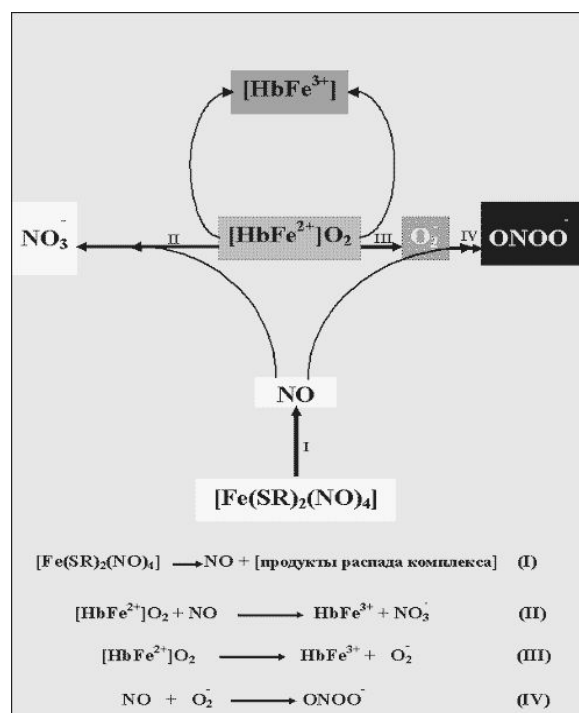 [HbFe³⁺]
NO₃⁻ II [HbFe²⁺]O₂ III O₂⁻ IV ONOO⁻
NO
I
[Fe(SR)₂(NO)₄]
[Fe(SR)₂(NO)₄] → NO + [продукты распада комплекса] (I)
[HbFe²⁺]O₂ + NO → HbFe³⁺ + NO₃⁻ (II)
[HbFe²⁺]O₂ → HbFe³⁺ + O₂⁻ (III)
NO + O₂⁻ → ONOO⁻ (IV)